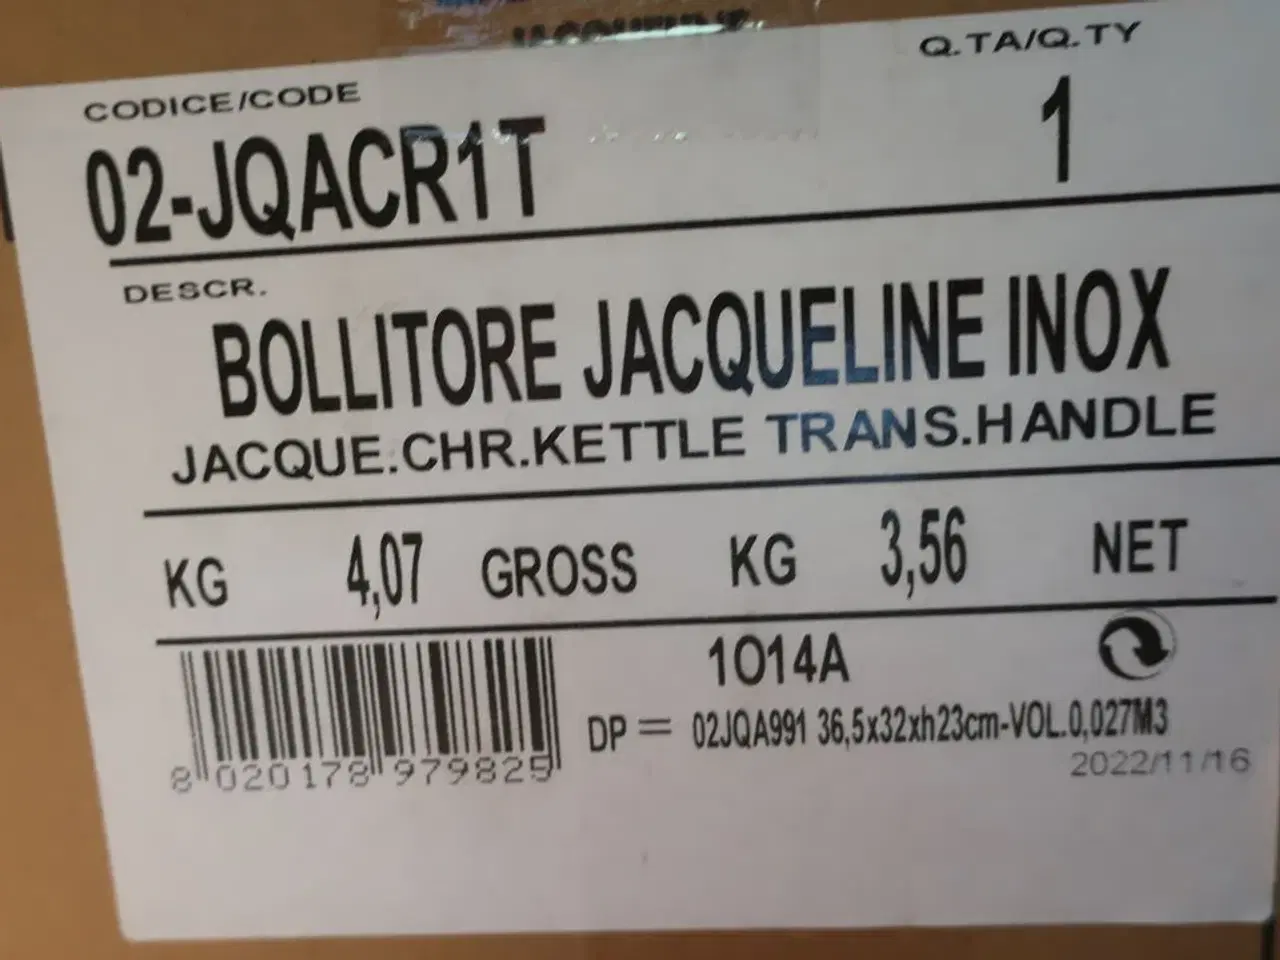 CODICE/CODE
Q.TA/Q.TY
02-JQACR1T
1
DESCR.
BOLLITORE JACQUELINE INOX
JACQUE.CHR.KETTLE TRANS.HANDLE
KG 4,07 GROSS KG 3,56 NET
1O14A
DP = 02JQA991 36,5x32xh23cm-VOL.0,027M3
2022/11/16
8 020178 979825